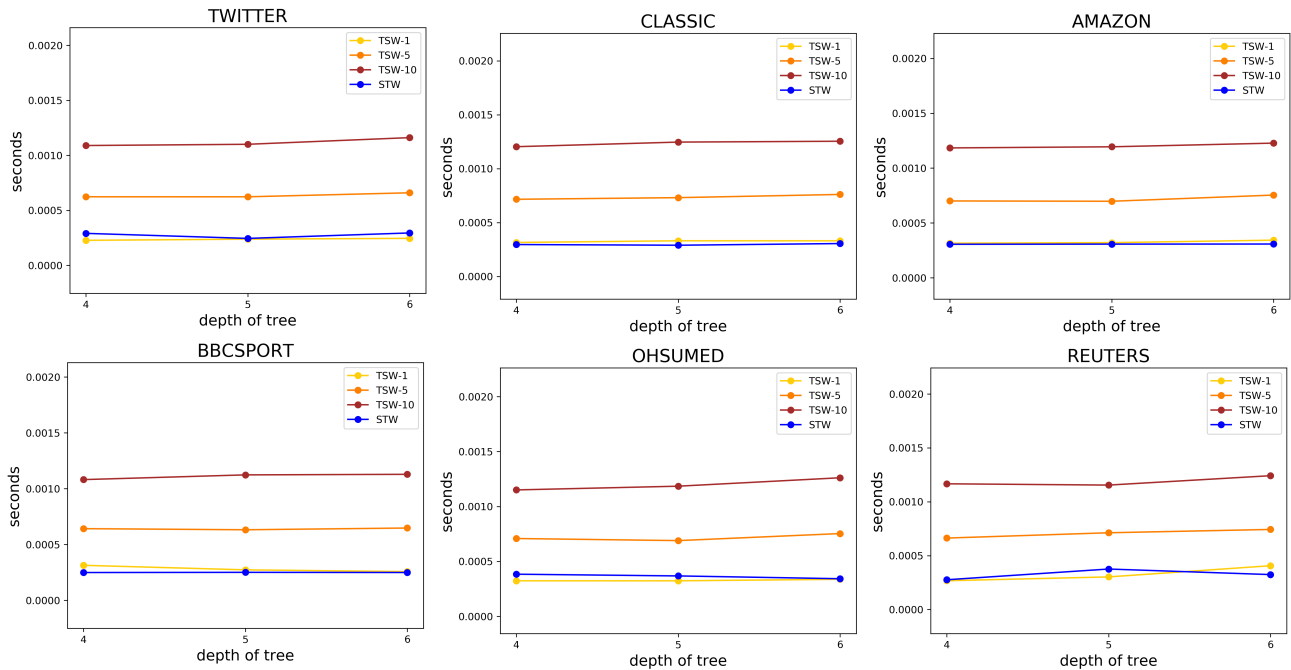 TWITTER
0.0020
0.0015
0.0010
0.0005
0.0000
seconds
4 5 6
depth of tree
TSW-1
TSW-5
TSW-10
STW
CLASSIC
0.0020
0.0015
0.0010
0.0005
0.0000
seconds
4 5 6
depth of tree
TSW-1
TSW-5
TSW-10
STW
AMAZON
0.0020
0.0015
0.0010
0.0005
0.0000
seconds
4 5 6
depth of tree
TSW-1
TSW-5
TSW-10
STW
BBCSPORT
0.0020
0.0015
0.0010
0.0005
0.0000
seconds
4 5 6
depth of tree
TSW-1
TSW-5
TSW-10
STW
OHSUMED
0.0020
0.0015
0.0010
0.0005
0.0000
seconds
4 5 6
depth of tree
TSW-1
TSW-5
TSW-10
STW
REUTERS
0.0020
0.0015
0.0010
0.0005
0.0000
seconds
4 5 6
depth of tree
TSW-1
TSW-5
TSW-10
STW